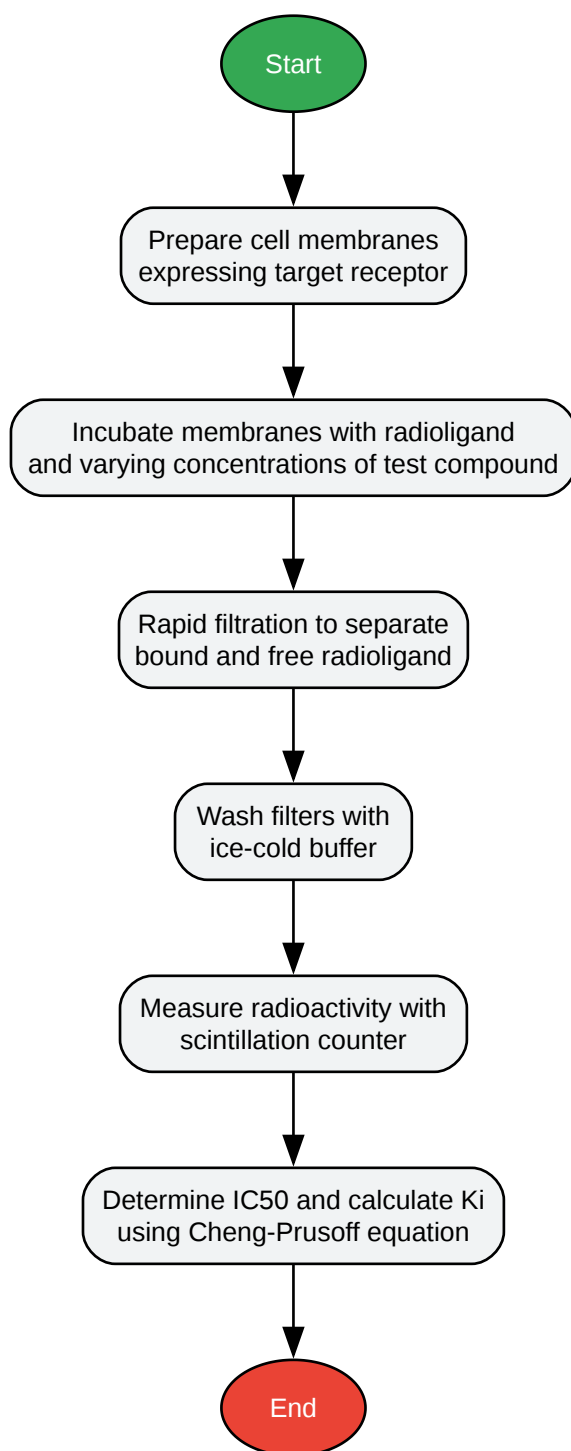 Start
Prepare cell membranes
expressing target receptor
Incubate membranes with radioligand
and varying concentrations of test compound
Rapid filtration to separate
bound and free radioligand
Wash filters with
ice-cold buffer
Measure radioactivity with
scintillation counter
Determine IC50 and calculate Ki
using Cheng-Prusoff equation
End